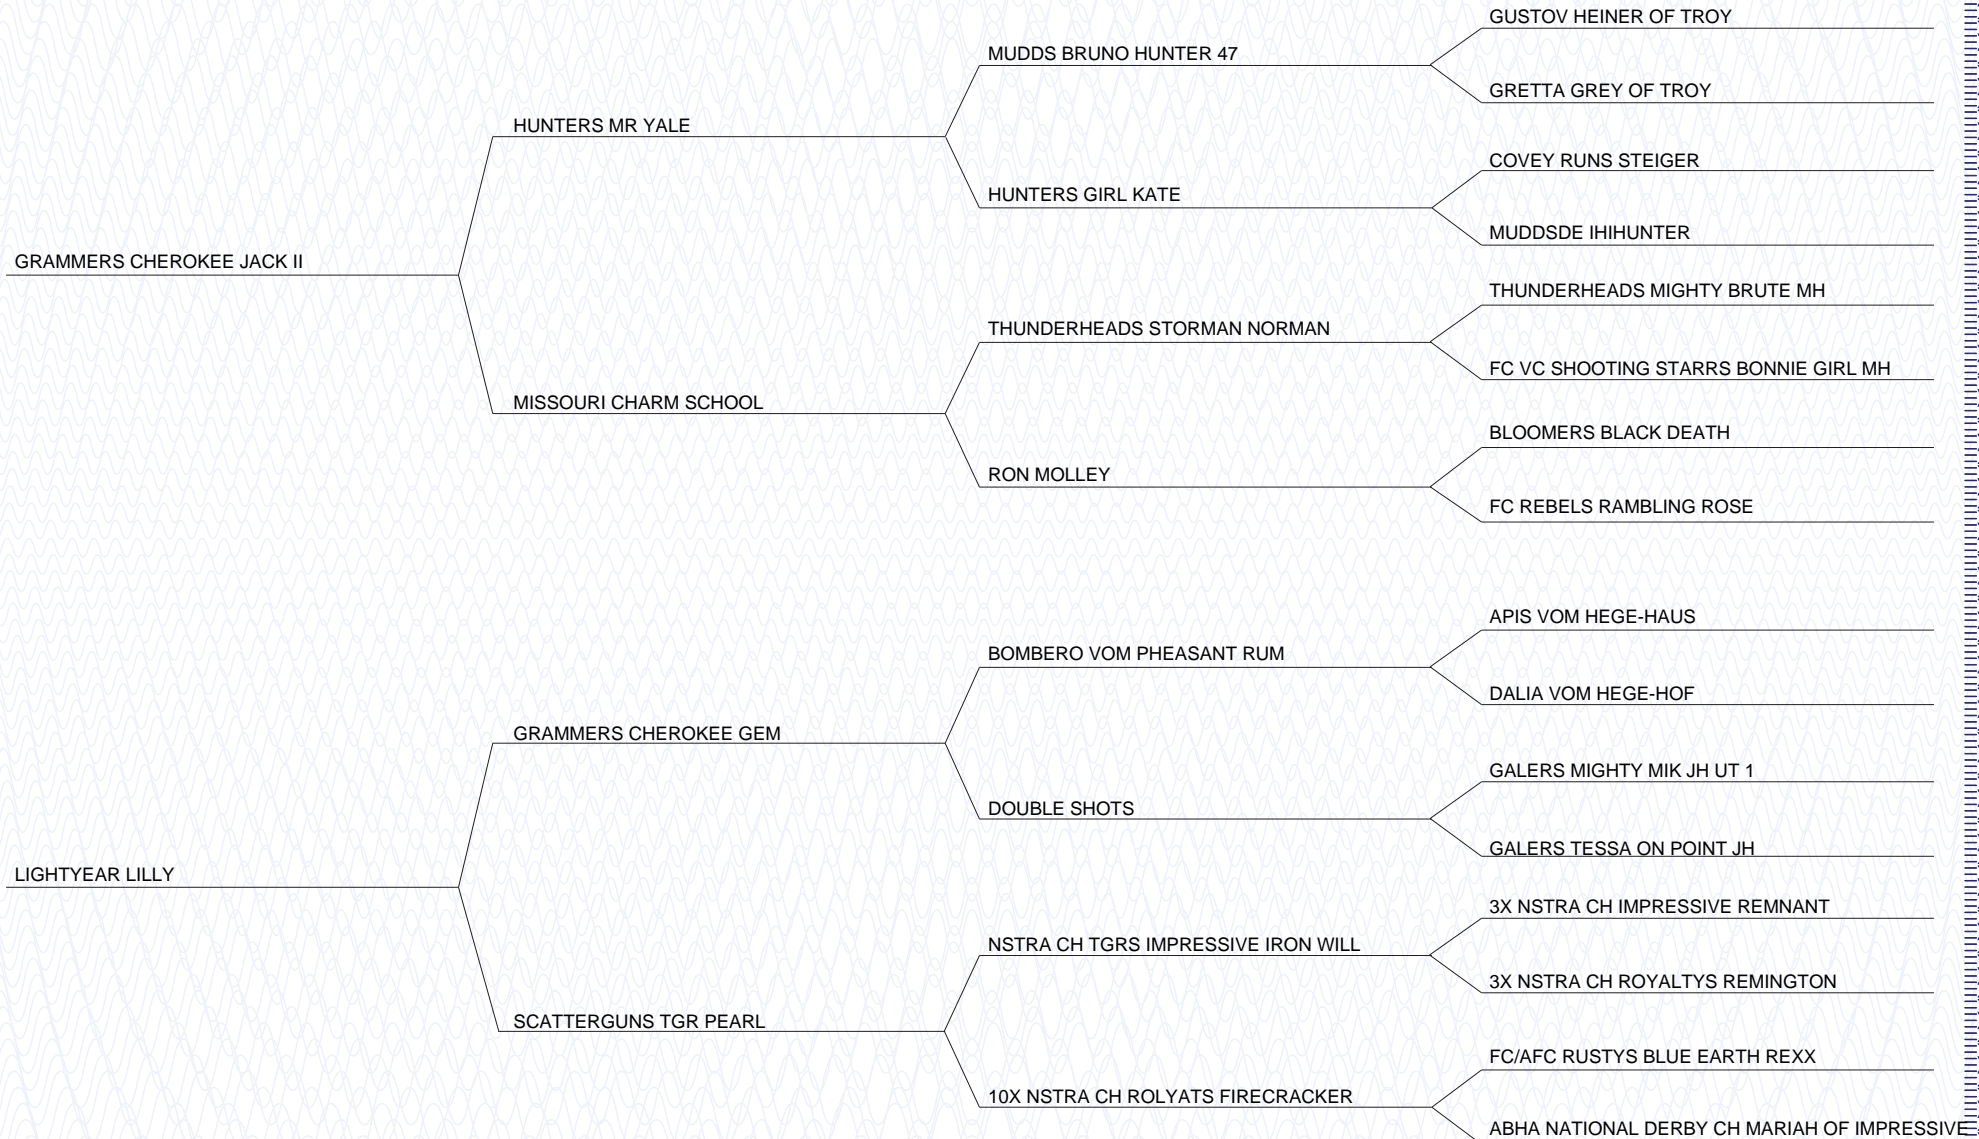 GUSTOV HEINER OF TROY
MUDDS BRUNO HUNTER 47
GRETTA GREY OF TROY
HUNTERS MR YALE
COVEY RUNS STEIGER
HUNTERS GIRL KATE
MUDDSDE IHIHUNTER
GRAMMERS CHEROKEE JACK II
THUNDERHEADS MIGHTY BRUTE MH
THUNDERHEADS STORMAN NORMAN
FC VC SHOOTING STARRS BONNIE GIRL MH
MISSOURI CHARM SCHOOL
BLOOMERS BLACK DEATH
RON MOLLEY
FC REBELS RAMBLING ROSE
APIS VOM HEGE-HAUS
BOMBERO VOM PHEASANT RUM
DALIA VOM HEGE-HOF
GRAMMERS CHEROKEE GEM
GALERS MIGHTY MIK JH UT 1
DOUBLE SHOTS
GALERS TESSA ON POINT JH
LIGHTYEAR LILLY
3X NSTRA CH IMPRESSIVE REMNANT
NSTRA CH TGRS IMPRESSIVE IRON WILL
3X NSTRA CH ROYALTYS REMINGTON
SCATTERGUNS TGR PEARL
FC/AFC RUSTYS BLUE EARTH REXX
10X NSTRA CH ROLYATS FIRECRACKER
ABHA NATIONAL DERBY CH MARIAH OF IMPRESSIVE